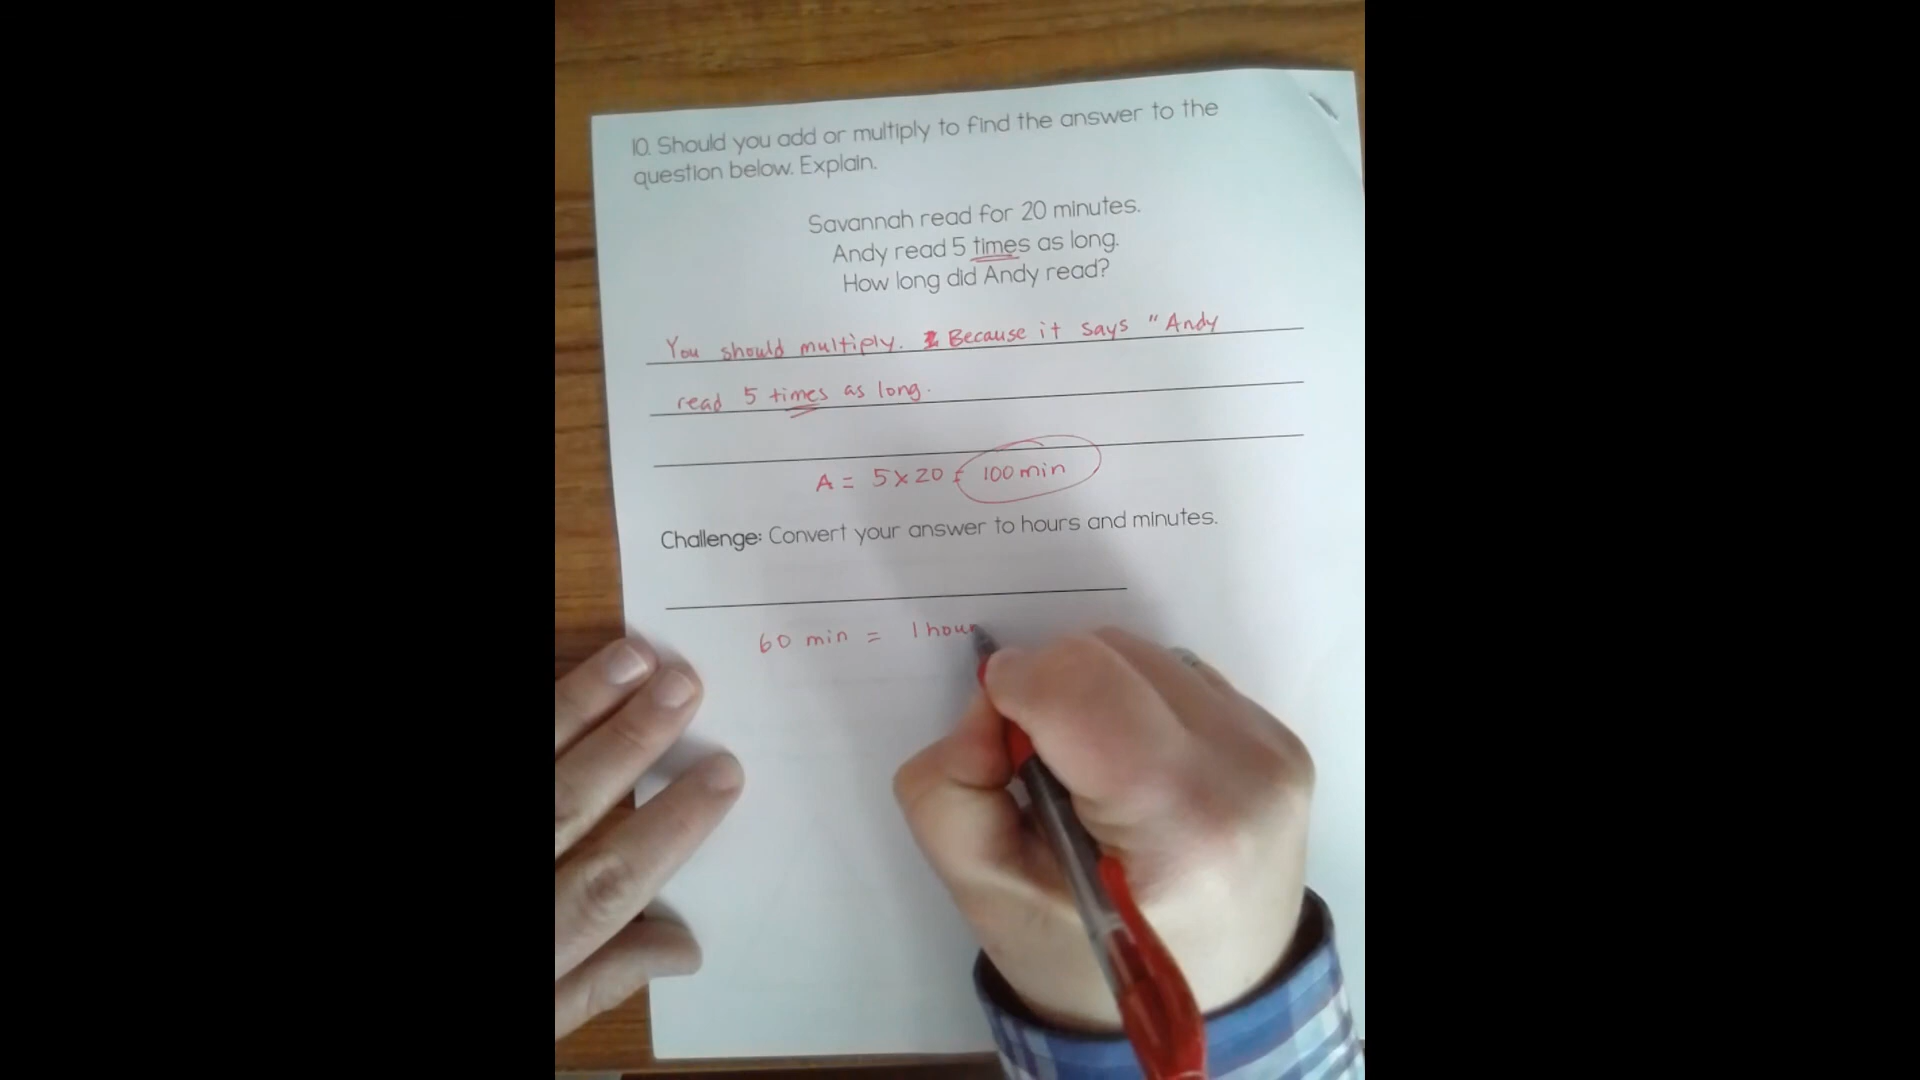 10. Should you add or multiply to find the answer to the
question below. Explain.
Savannah read for 20 minutes.
Andy read 5 times as long.
How long did Andy read?
You should multiply. Because it says "Andy
read 5 times as long.
A = 5 x 20 = 100 min
Challenge: Convert your answer to hours and minutes.
60 min = 1 hour